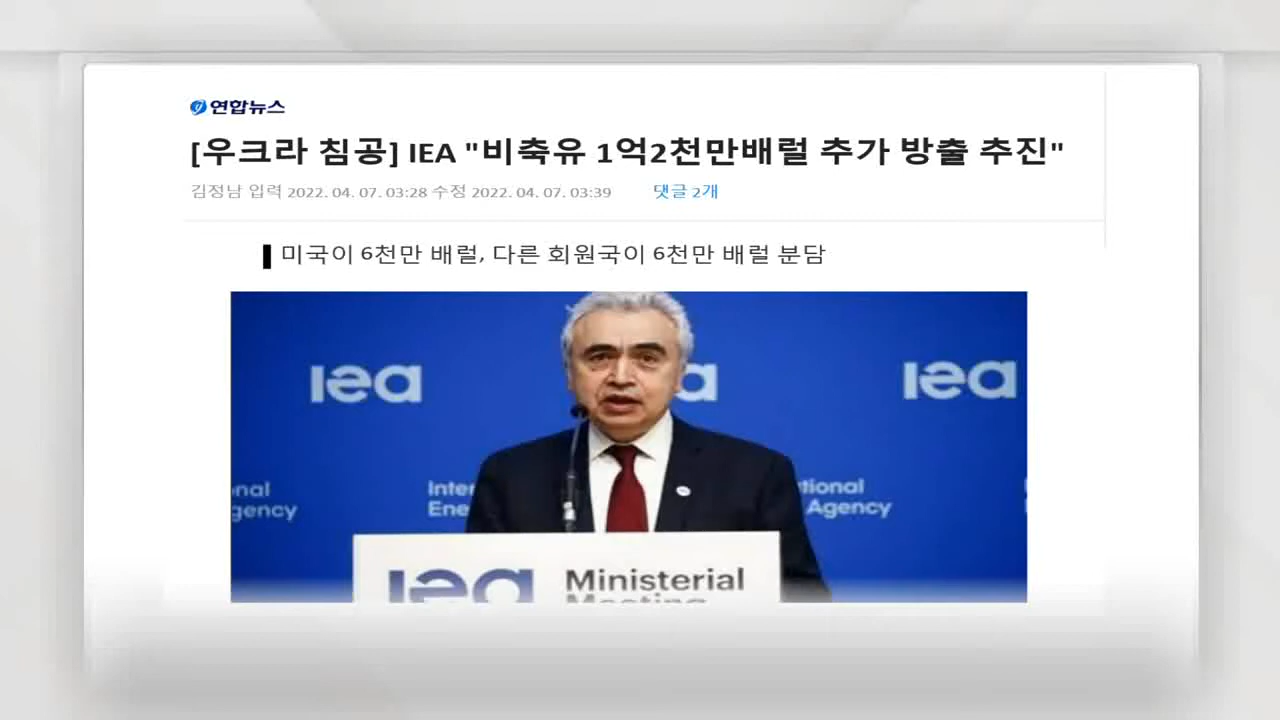 연합뉴스
[우크라 침공] IEA "비축유 1억2천만배럴 추가 방출 추진"
김정남 입력 2022. 04. 07. 03:28 수정 2022. 04. 07. 03:39 댓글 2개
미국이 6천만 배럴, 다른 회원국이 6천만 배럴 분담
iea
a
iea
onal
gency
Inter
Ene
tional
Agency
iea
Ministerial
Meeting